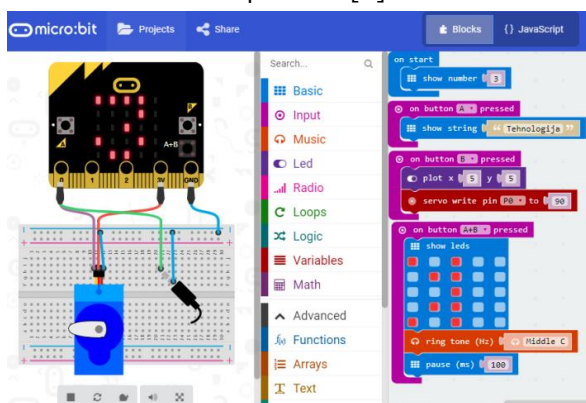 micro:bit Projects Share Blocks {} JavaScript
Search...
Basic
Input
Music
Led
Radio
Loops
Logic
Variables
Math
Advanced
Functions
Arrays
Text
on start
show number 3
on button A pressed
show string " Tehnologija "
on button B pressed
plot x 5 y 5
servo write pin P0 to 90
on button A+B pressed
show leds
ring tone (Hz) Middle C
pause (ms) 100
B
A
A+B
0 1 2 3V GND